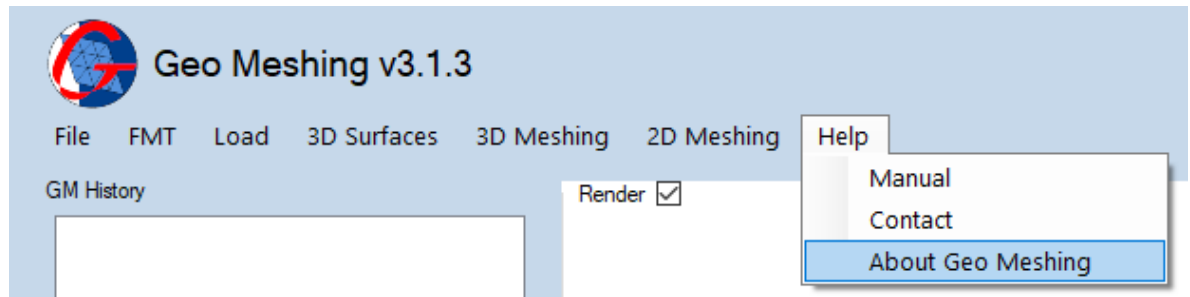 Geo Meshing v3.1.3
File FMT Load 3D Surfaces 3D Meshing 2D Meshing Help
GM History
Render
Manual
Contact
About Geo Meshing